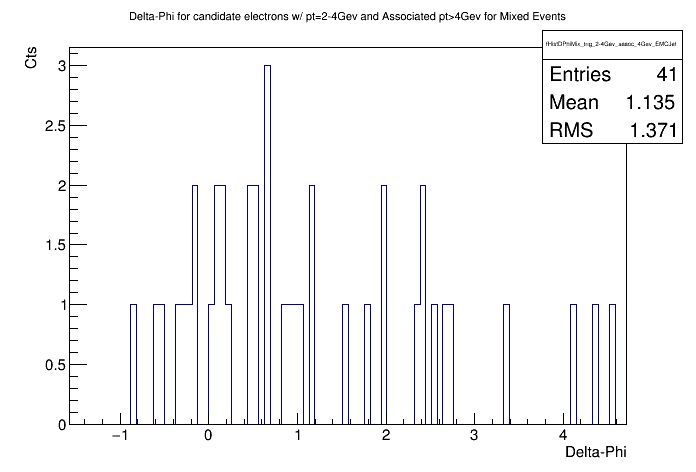 Delta-Phi for candidate electrons w/ pt=2-4Gev and Associated pt>4Gev for Mixed Events
fHistDPhiMix_trig_2-4Gev_assoc_4Gev_EMCJet
Entries 41
Mean 1.135
RMS 1.371
Cts
3
2.5
2
1.5
1
0.5
0
−1 0 1 2 3 4
Delta-Phi